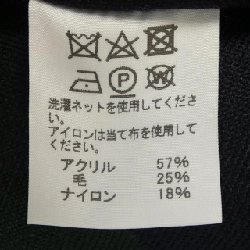 洗濯ネットを使用してくださ
い。
アイロンは当て布を使用して
ください。
アクリル 57%
毛 25%
ナイロン 18%